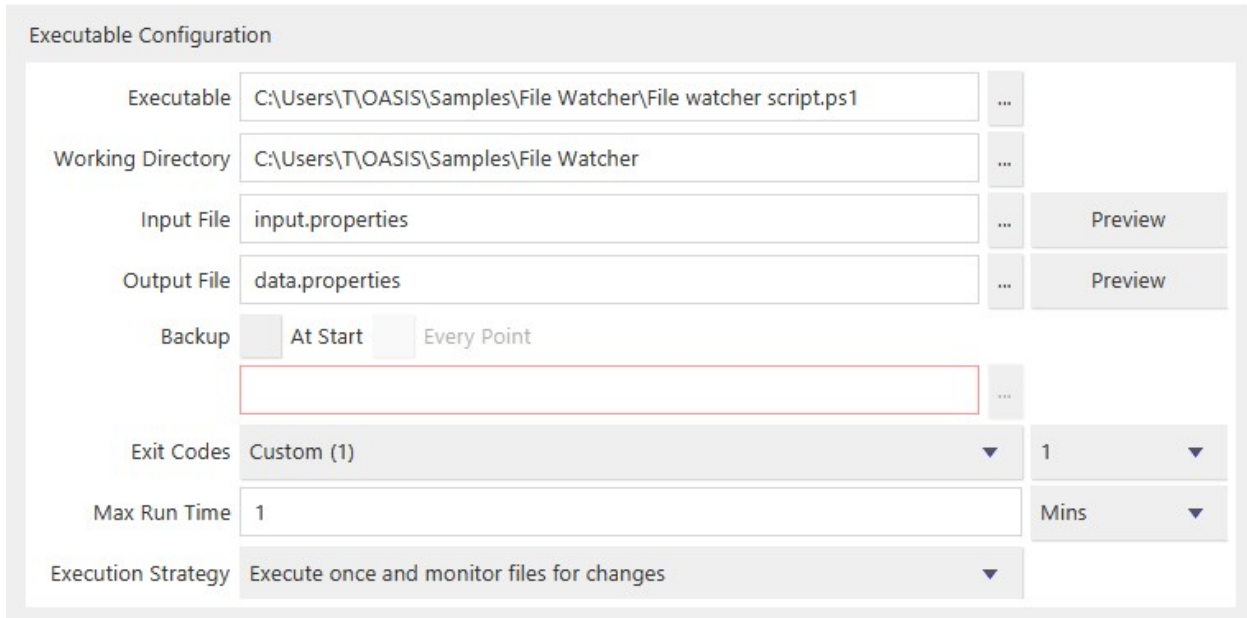 Executable Configuration
Executable C:\Users\T\OASIS\Samples\File Watcher\File watcher script.ps1 ...
Working Directory C:\Users\T\OASIS\Samples\File Watcher ...
Input File input.properties ... Preview
Output File data.properties ... Preview
Backup At Start Every Point
...
Exit Codes Custom (1) 1
Max Run Time 1 Mins
Execution Strategy Execute once and monitor files for changes